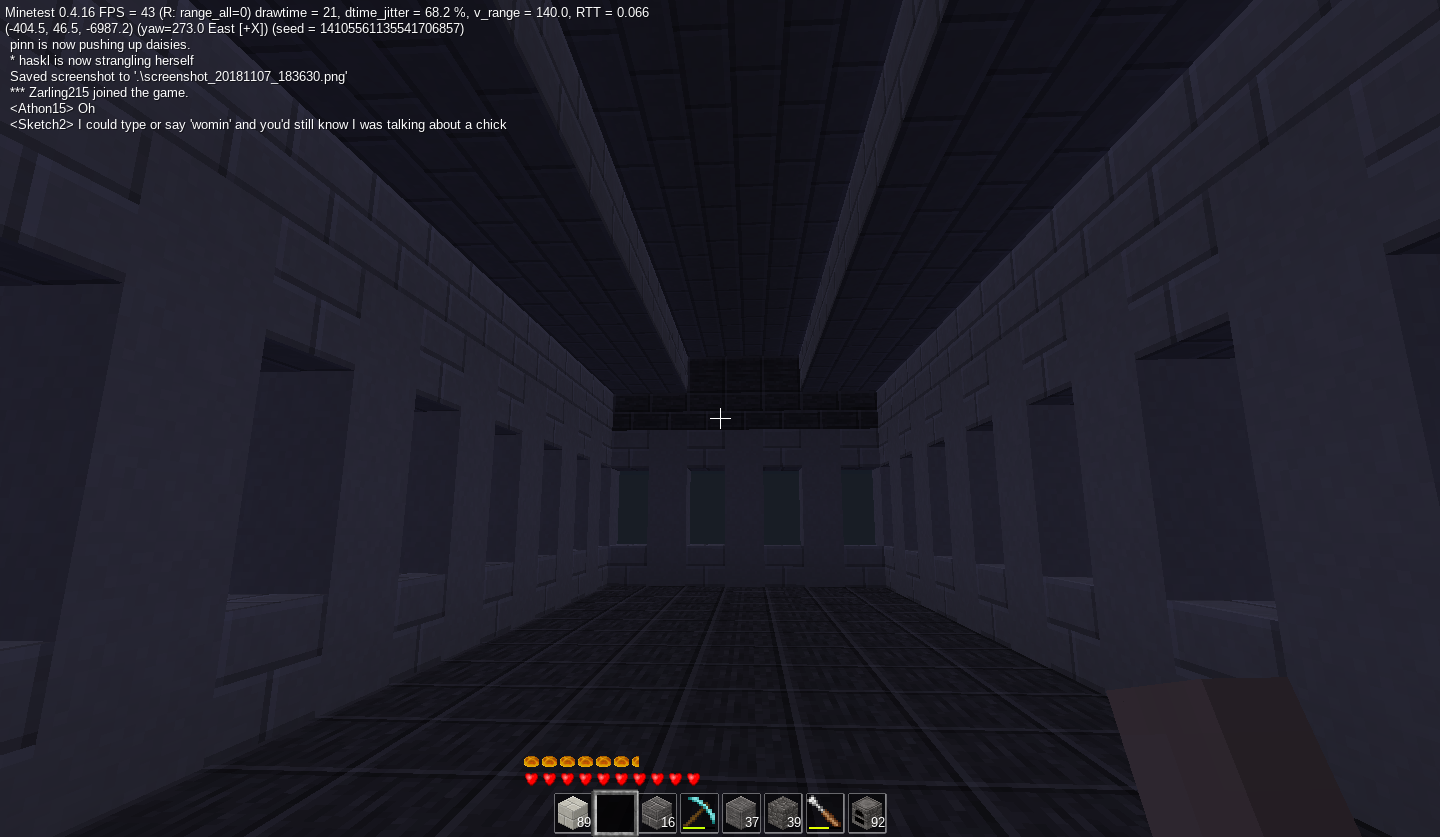 Minetest 0.4.16 FPS = 43 (R: range_all=0) drawtime = 21, dtime_jitter = 68.2 %, v_range = 140.0, RTT = 0.066
(-404.5, 46.5, -6987.2) (yaw=273.0 East [+X]) (seed = 14105561135541706857)
pinn is now pushing up daisies.
* haskl is now strangling herself
Saved screenshot to '.\screenshot_20181107_183630.png'
*** Zarling215 joined the game.
<Athon15> Oh
<Sketch2> I could type or say 'womin' and you'd still know I was talking about a chick
89 16 37 39 92